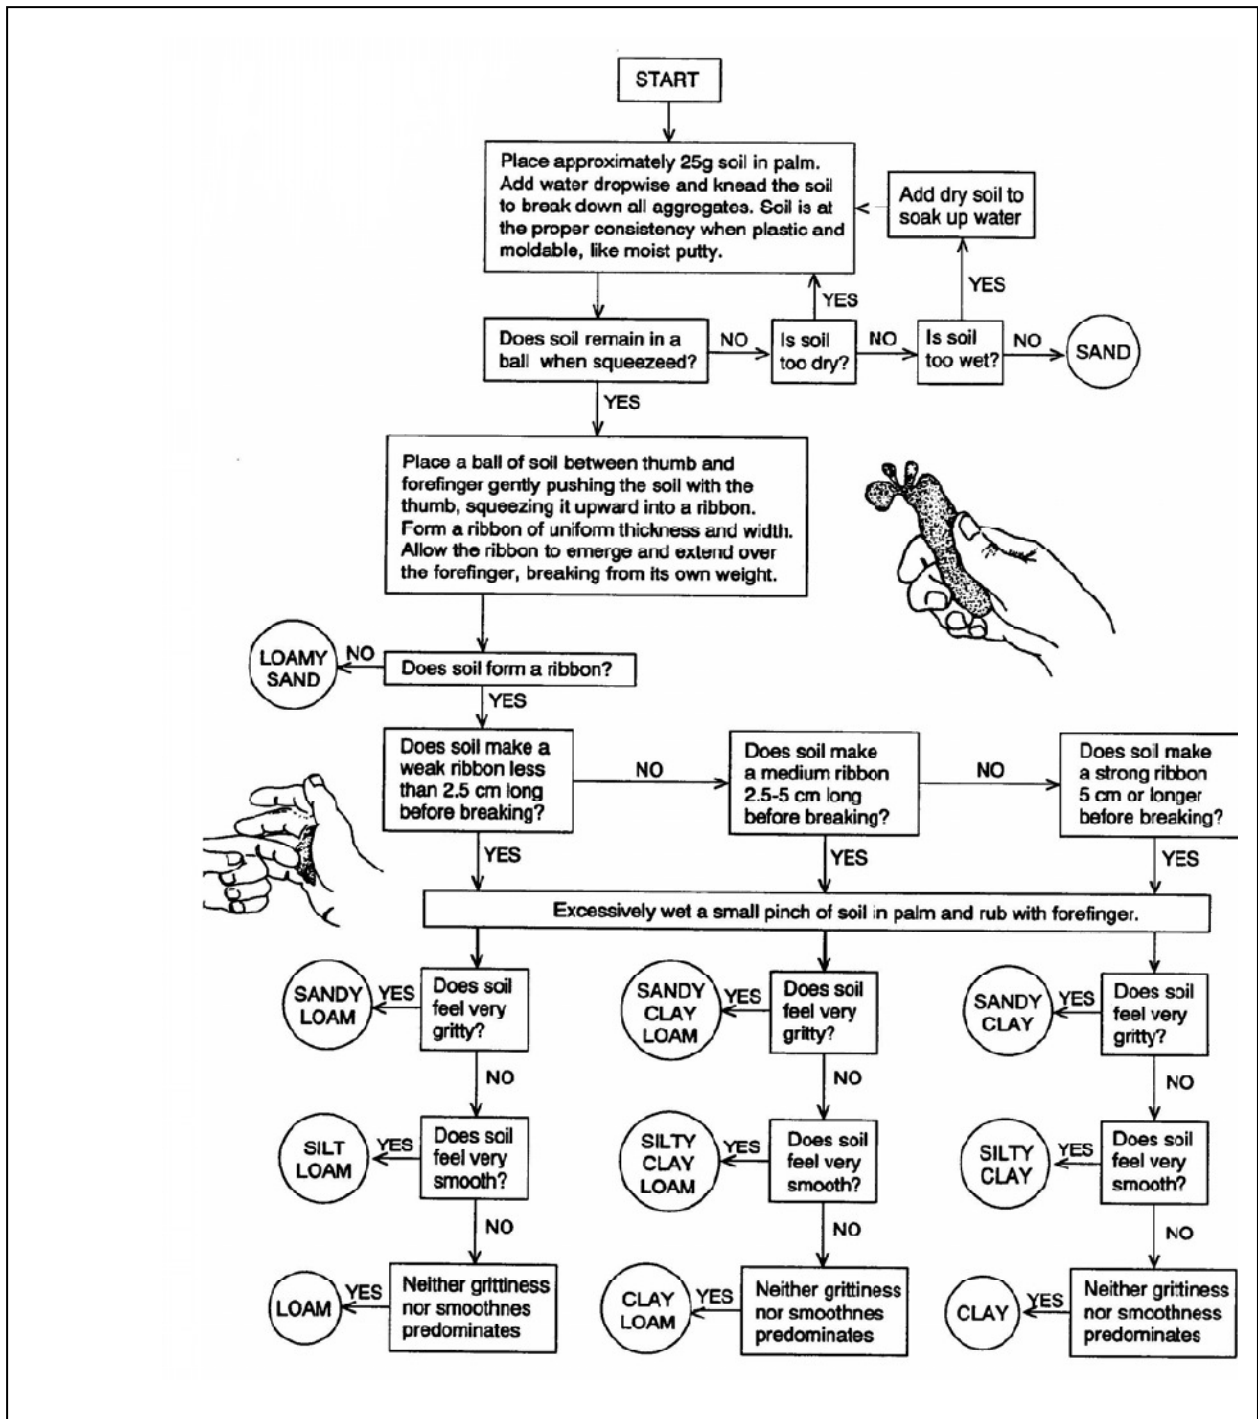 START
Place approximately 25g soil in palm.
Add water dropwise and knead the soil
to break down all aggregates. Soil is at
the proper consistency when plastic and
moldable, like moist putty.
Add dry soil to
soak up water
YES
YES
Does soil remain in a
ball when squeezeed?
NO
Is soil
too dry?
NO
Is soil
too wet?
NO
SAND
YES
Place a ball of soil between thumb and
forefinger gently pushing the soil with the
thumb, squeezing it upward into a ribbon.
Form a ribbon of uniform thickness and width.
Allow the ribbon to emerge and extend over
the forefinger, breaking from its own weight.
LOAMY
SAND
NO
Does soil form a ribbon?
YES
Does soil make a
weak ribbon less
than 2.5 cm long
before breaking?
NO
Does soil make
a medium ribbon
2.5-5 cm long
before breaking?
NO
Does soil make
a strong ribbon
5 cm or longer
before breaking?
YES
YES
YES
Excessively wet a small pinch of soil in palm and rub with forefinger.
SANDY
LOAM
YES
Does soil
feel very
gritty?
SANDY
CLAY
LOAM
YES
Does soil
feel very
gritty?
SANDY
CLAY
YES
Does soil
feel very
gritty?
NO
NO
NO
SILT
LOAM
YES
Does soil
feel very
smooth?
SILTY
CLAY
LOAM
YES
Does soil
feel very
smooth?
SILTY
CLAY
YES
Does soil
feel very
smooth?
NO
NO
NO
LOAM
YES
Neither grittiness
nor smoothnes
predominates
CLAY
LOAM
YES
Neither grittiness
nor smoothnes
predominates
CLAY
YES
Neither grittiness
nor smoothness
predominates